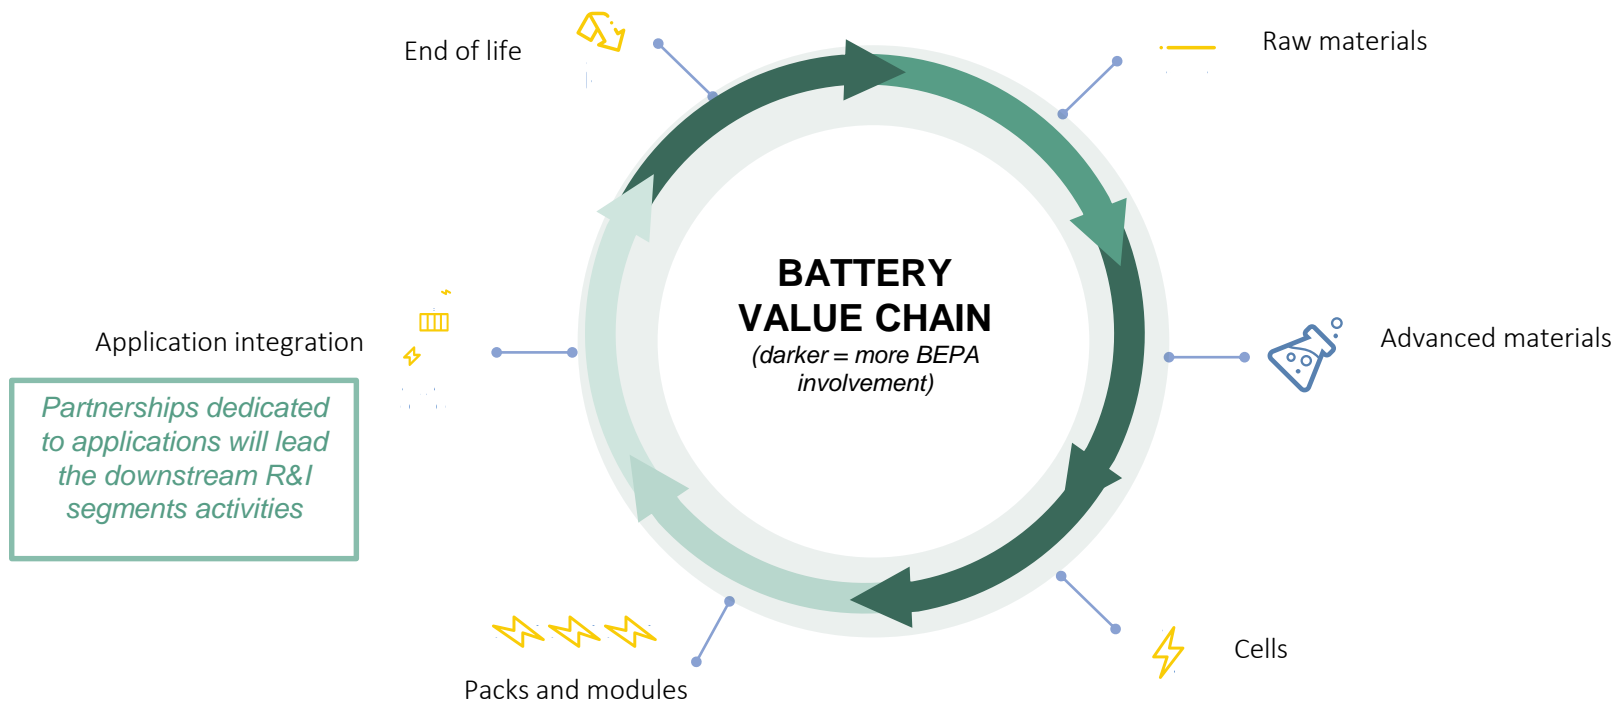 End of life
Raw materials
BATTERY
VALUE CHAIN
(darker = more BEPA
involvement)
Application integration
Advanced materials
Partnerships dedicated
to applications will lead
the downstream R&I
segments activities
Cells
Packs and modules